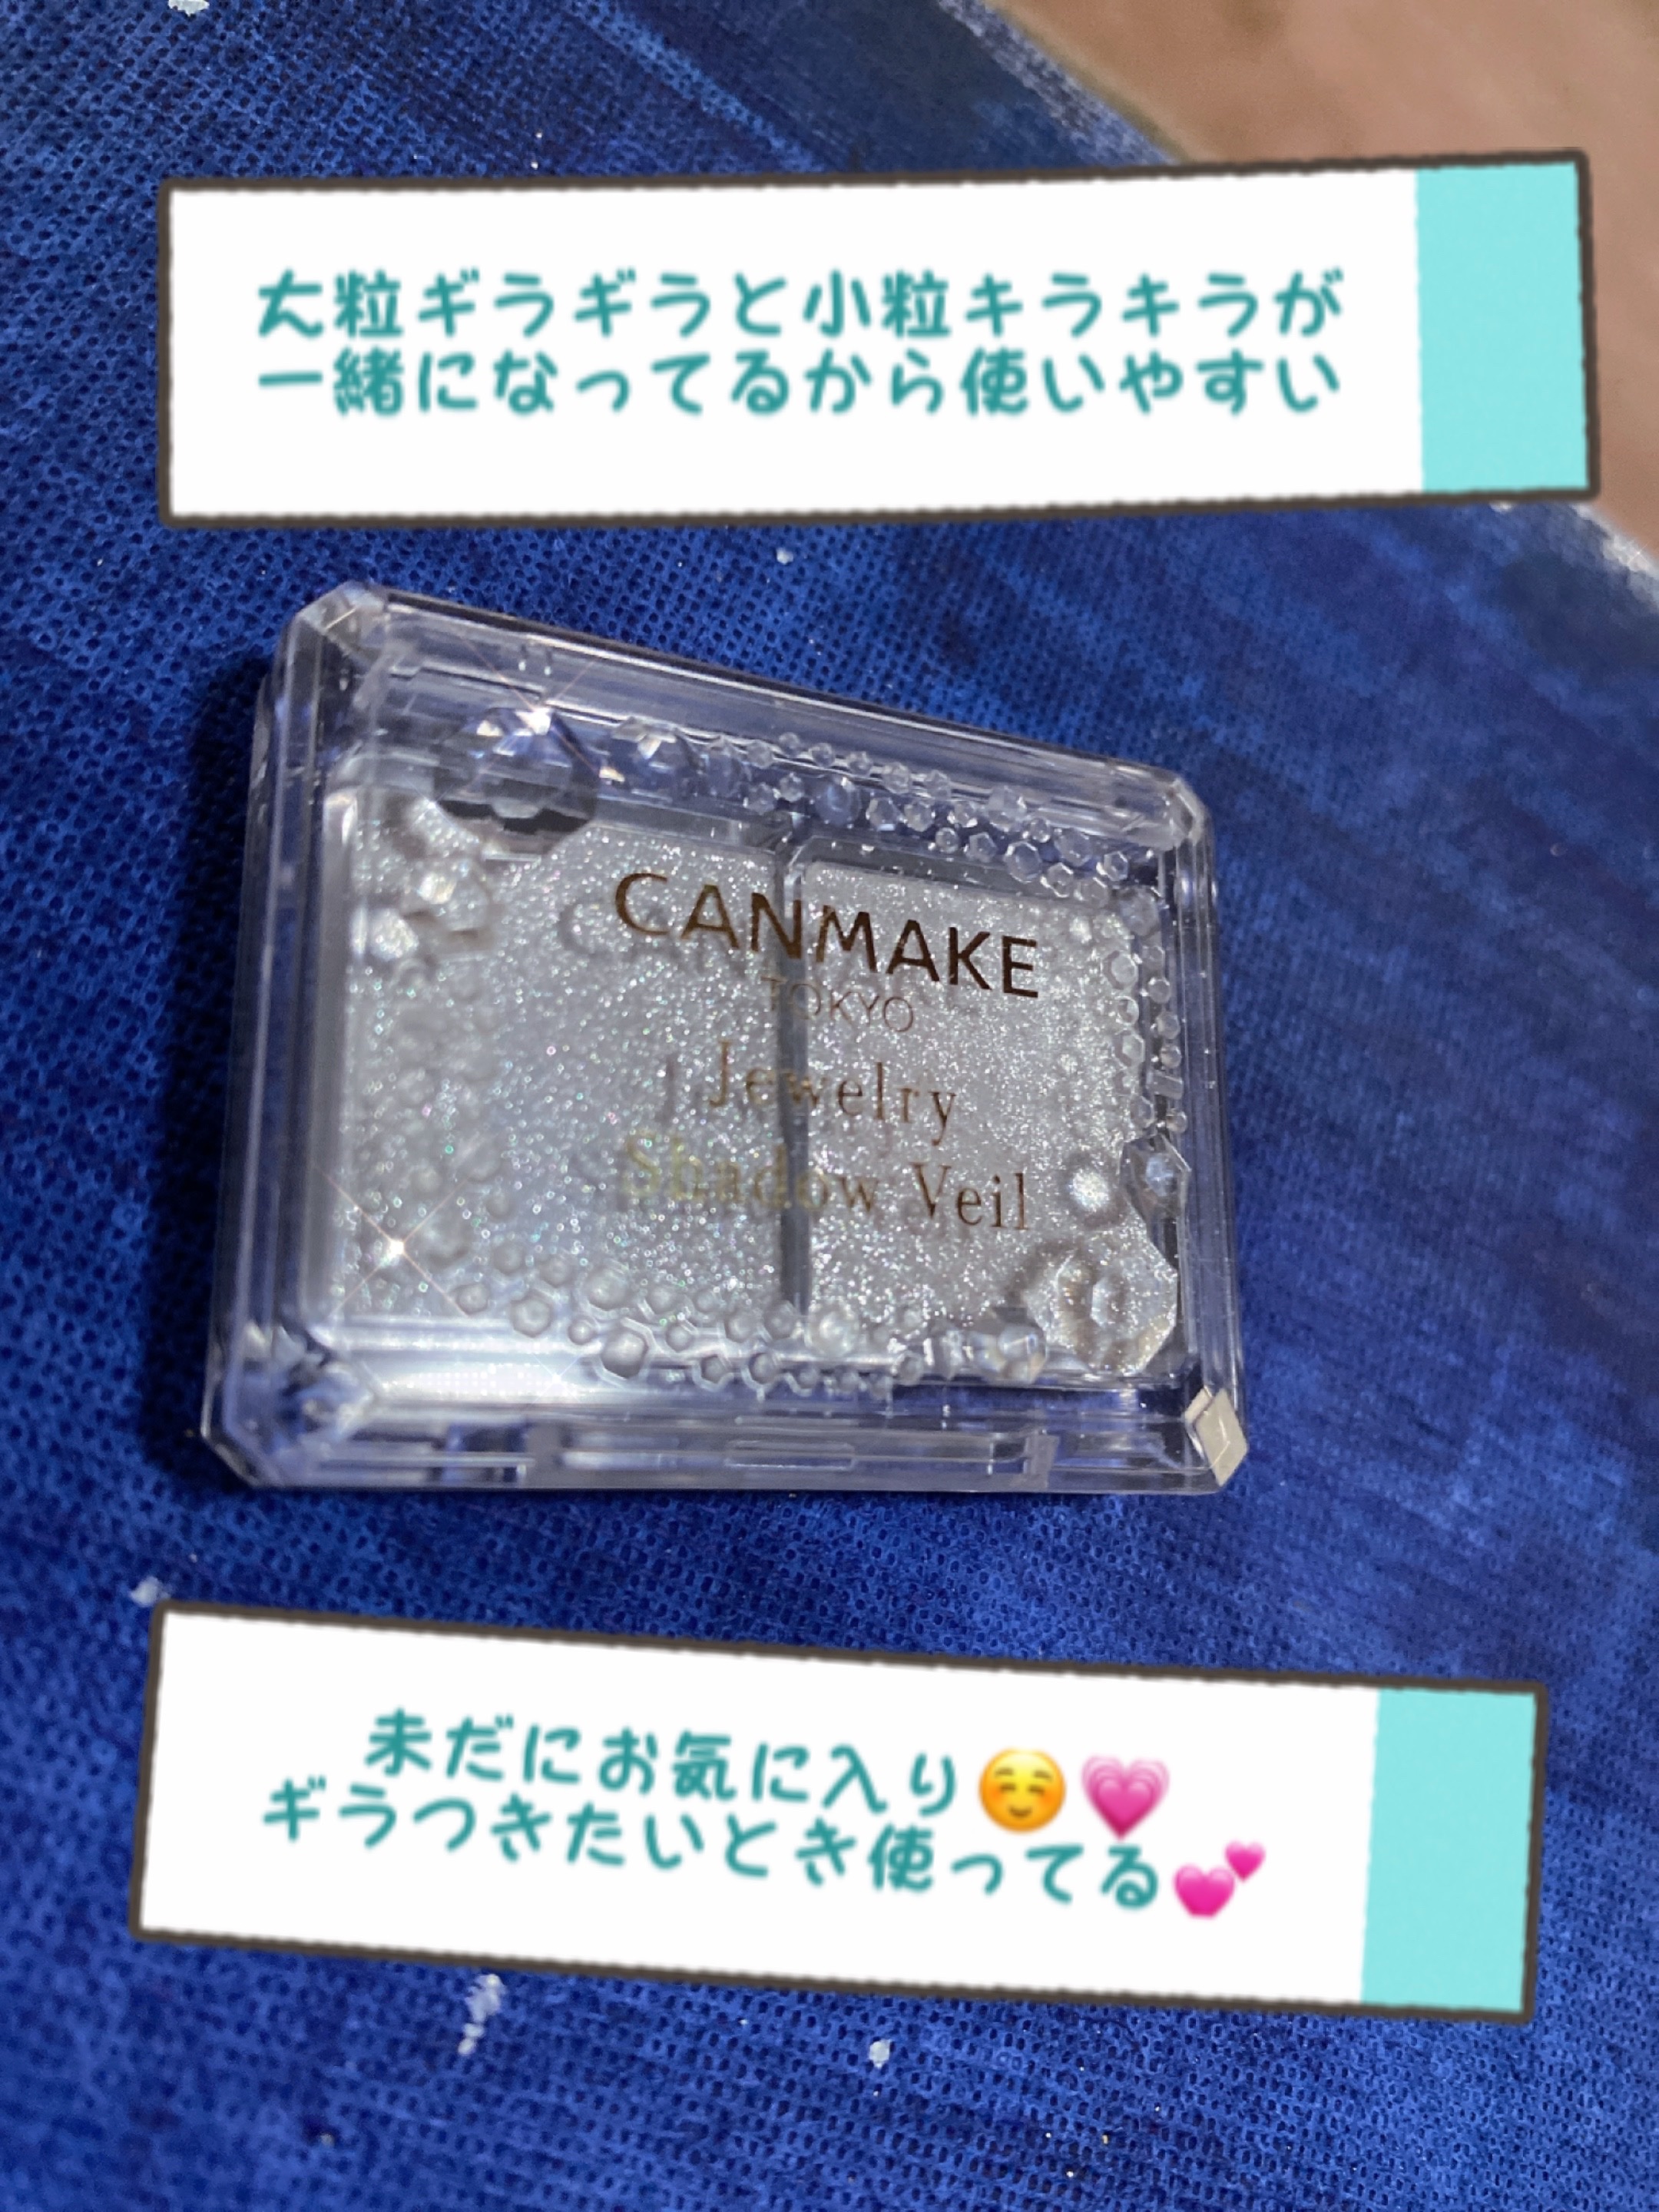 大粒ギラギラと小粒キラキラが
一緒になってるから使いやすい
CANMAKE
TOKYO
Jewelry
Shadow Veil
未だにお気に入り☺️💗
ギラつきたいとき使ってる💕